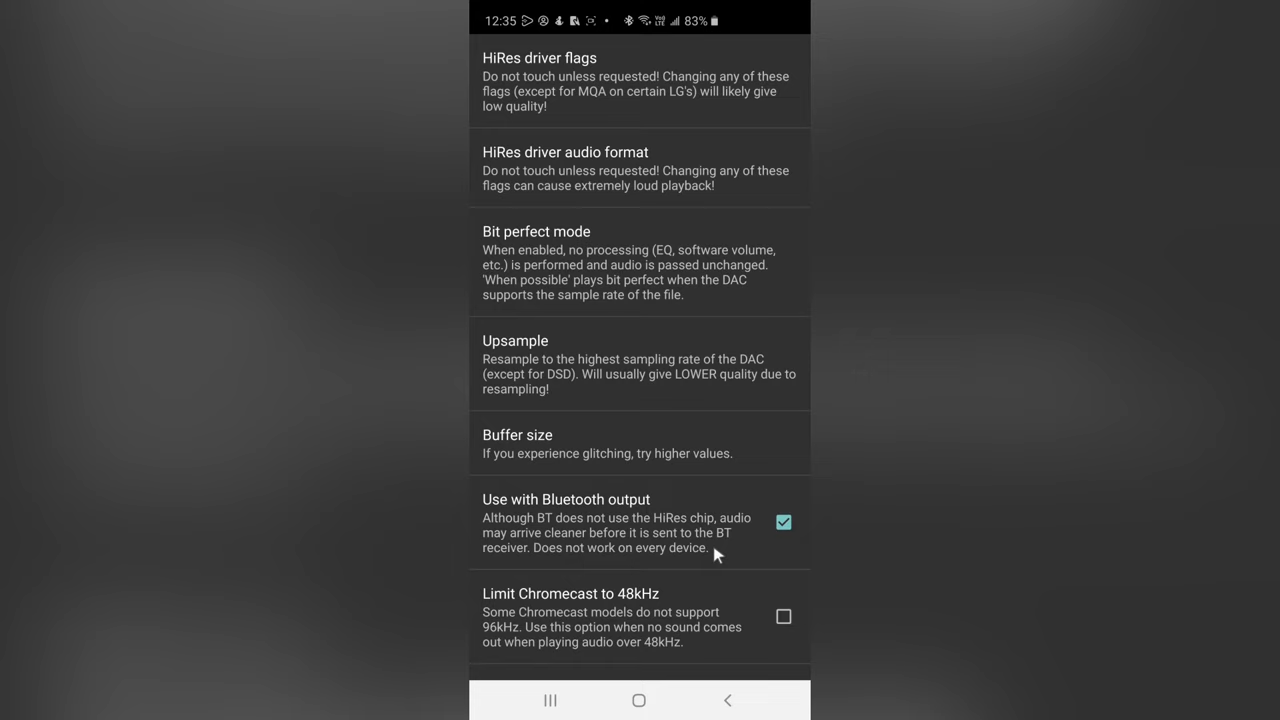 12:35
VoI) LTE 83%
HiRes driver flags
Do not touch unless requested! Changing any of these
flags (except for MQA on certain LG's) will likely give
low quality!
HiRes driver audio format
Do not touch unless requested! Changing any of these
flags can cause extremely loud playback!
Bit perfect mode
When enabled, no processing (EQ, software volume,
etc.) is performed and audio is passed unchanged.
'When possible' plays bit perfect when the DAC
supports the sample rate of the file.
Upsample
Resample to the highest sampling rate of the DAC
(except for DSD). Will usually give LOWER quality due to
resampling!
Buffer size
If you experience glitching, try higher values.
Use with Bluetooth output
Although BT does not use the HiRes chip, audio
may arrive cleaner before it is sent to the BT
receiver. Does not work on every device.
Limit Chromecast to 48kHz
Some Chromecast models do not support
96kHz. Use this option when no sound comes
out when playing audio over 48kHz.